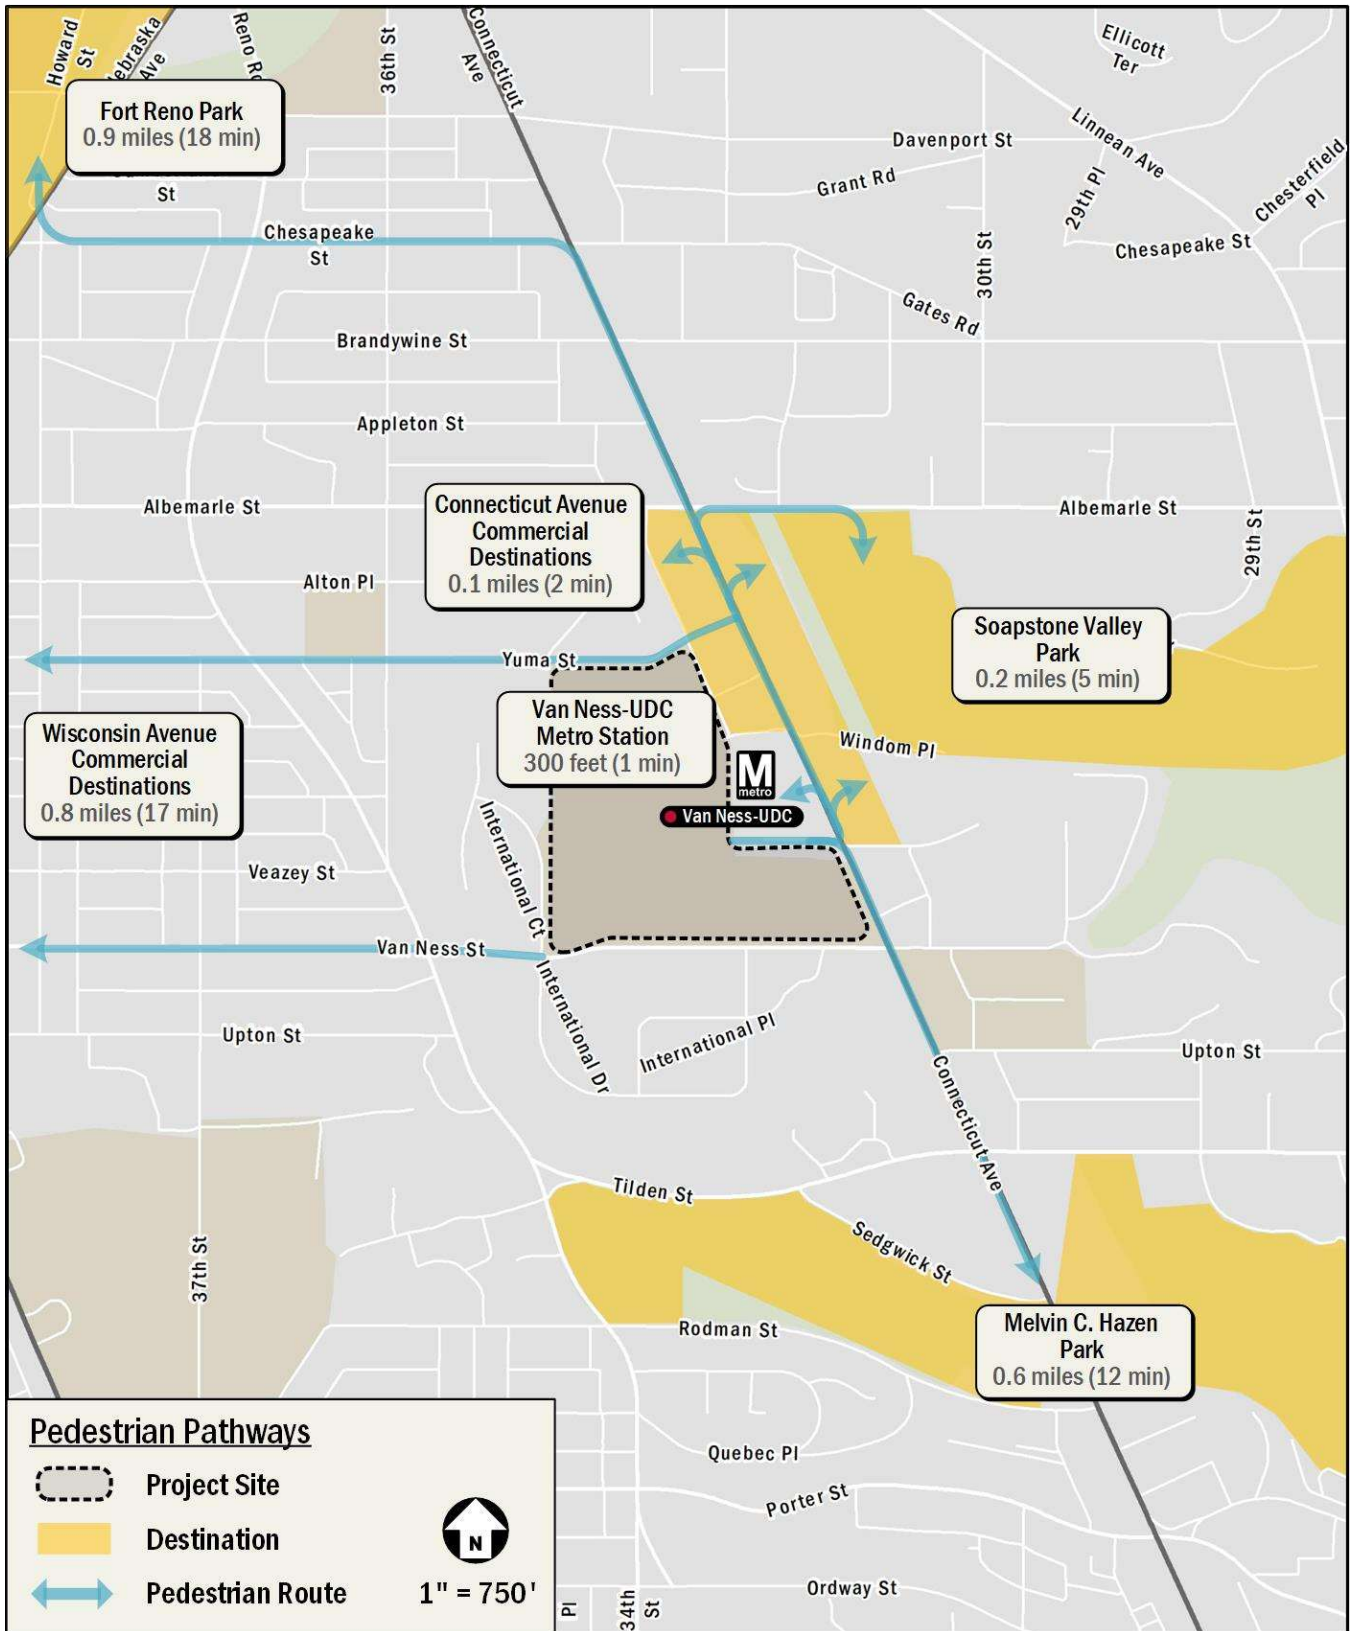 Howard
St
Nebraska
Ave
Reno Rd
36th St
Connecticut
Ave
Ellicott
Ter
Fort Reno Park
0.9 miles (18 min)
Davenport St
Linnean Ave
Grant Rd
29th Pl
Chesterfield
Pl
St
Chesapeake
St
30th St
Chesapeake St
Gates Rd
Brandywine St
Appleton St
Albemarle St
Connecticut Avenue
Commercial
Destinations
0.1 miles (2 min)
Albemarle St
29th St
Alton Pl
Soapstone Valley
Park
0.2 miles (5 min)
Yuma St
Van Ness-UDC
Metro Station
300 feet (1 min)
Wisconsin Avenue
Commercial
Destinations
0.8 miles (17 min)
Windom Pl
M
metro
Van Ness-UDC
International Ct
Veazey St
Van Ness St
International Dr
International Pl
Upton St
Upton St
Connecticut Ave
Tilden St
Sedgwick St
37th St
Rodman St
Melvin C. Hazen
Park
0.6 miles (12 min)
Quebec Pl
Porter St
Ordway St
Pl
34th
St
Pedestrian Pathways
Project Site
Destination
N
Pedestrian Route
1" = 750'